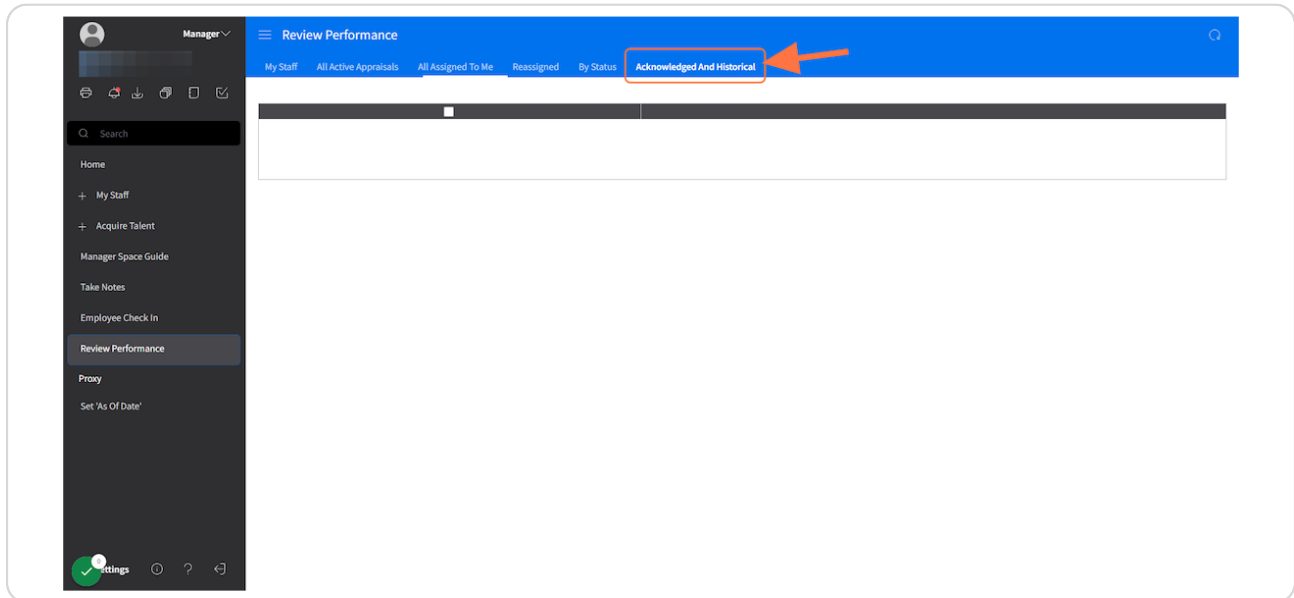 Manager
Review Performance
My Staff All Active Appraisals All Assigned To Me Reassigned By Status Acknowledged And Historical
Search
Home
+ My Staff
+ Acquire Talent
Manager Space Guide
Take Notes
Employee Check In
Review Performance
Proxy
Set 'As Of Date'
0
ttings
?